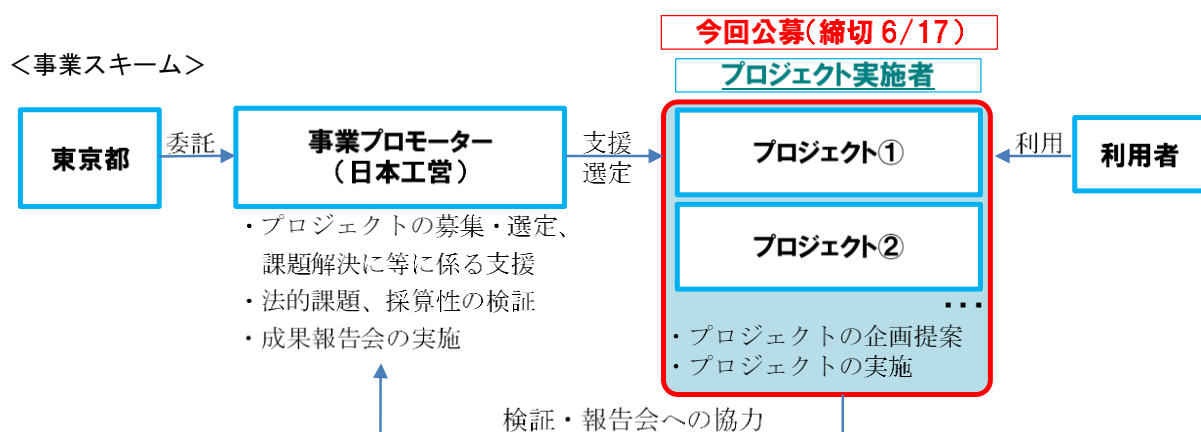 今回公募(締切 6/17)
<事業スキーム>
プロジェクト実施者
東京都
委託
事業プロモーター
(日本工営)
支援
選定
プロジェクト①
利用
利用者
プロジェクト②
・・・
・プロジェクトの募集・選定、
課題解決に等に係る支援
・法的課題、採算性の検証
・成果報告会の実施
・プロジェクトの企画提案
・プロジェクトの実施
検証・報告会への協力